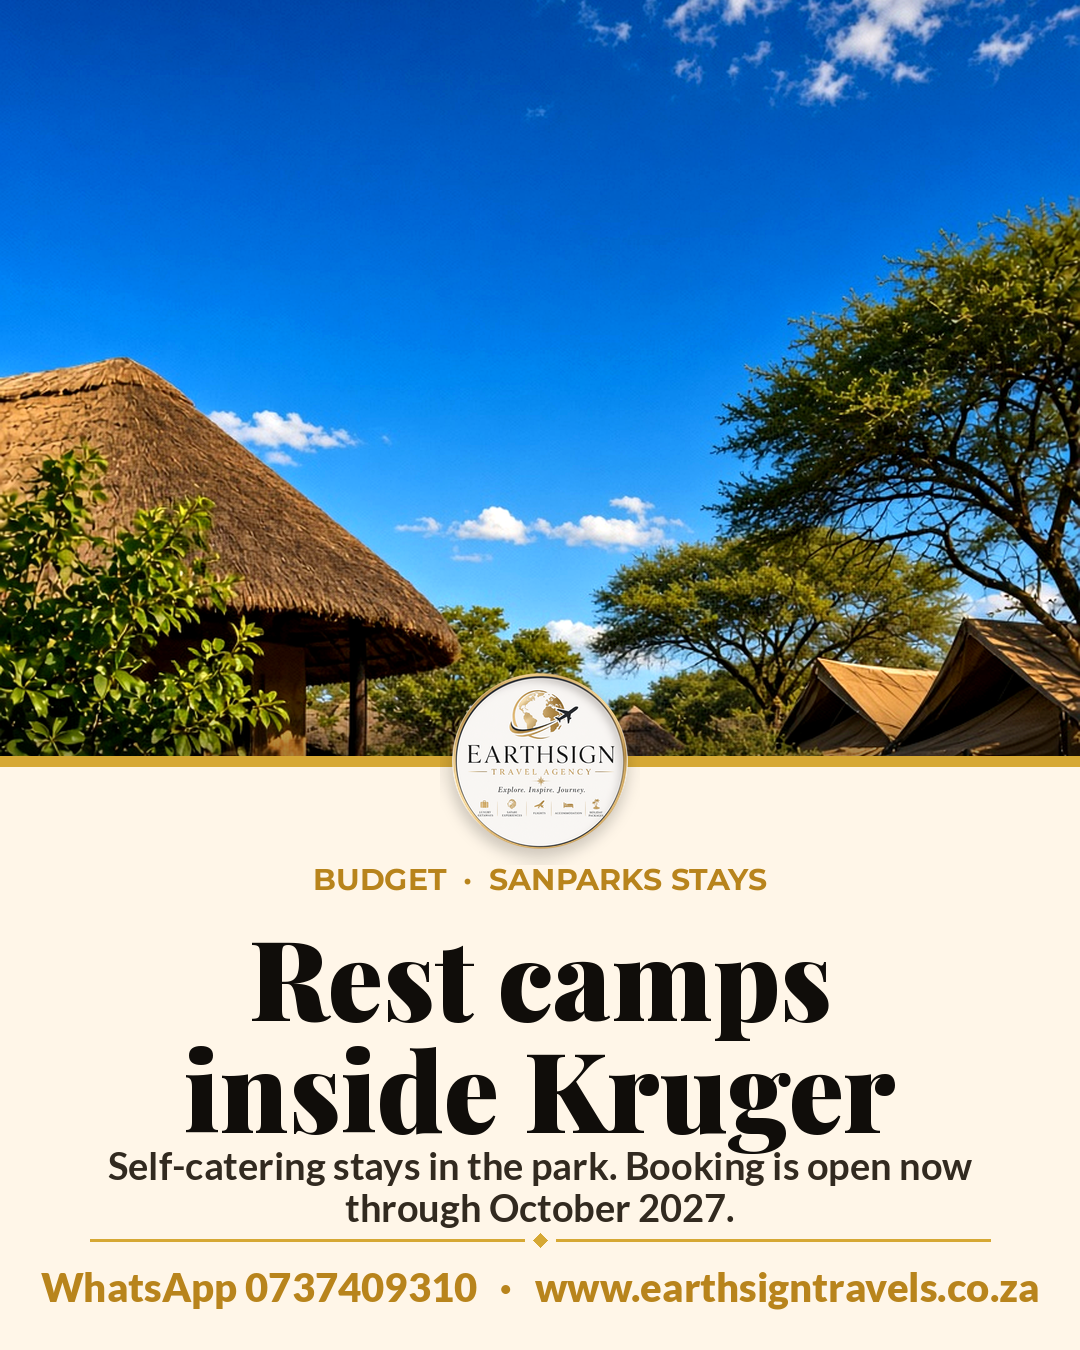 EARTHSIGN
TRAVEL AGENCY
Explore. Inspire. Journey.
BUDGET · SANPARKS STAYS
Rest camps
inside Kruger
Self-catering stays in the park. Booking is open now
through October 2027.
WhatsApp 0737409310 · www.earthsigntravels.co.za